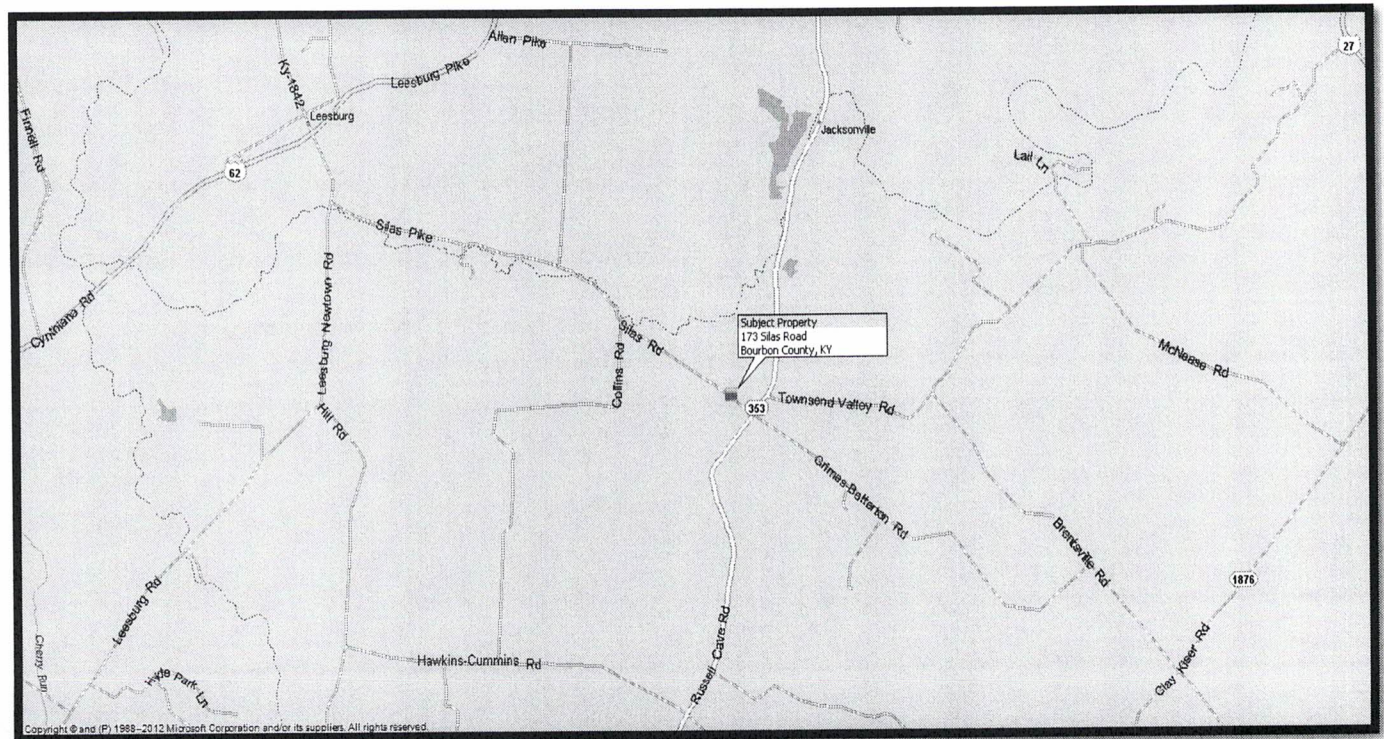 Allen Pike
27
Ky-1842
Leesburg Pike
Finnell Rd
Leesburg
Jacksonville
Lail Ln
62
Silas Pike
Leesburg Newtown Rd
Cynthiana Rd
Subject Property
173 Silas Road
Bourbon County, KY
Silas Rd
McNeese Rd
Collins Rd
353
Townsend Valley Rd
Hill Rd
Grimes-Batterton Rd
Brentsville Rd
1876
Leesburg Rd
Russell Cave Rd
Clay Kiser Rd
Cherry Run
Hawkins-Cummins Rd
Hyde Park Ln
Copyright © and (P) 1988–2012 Microsoft Corporation and/or its suppliers. All rights reserved.